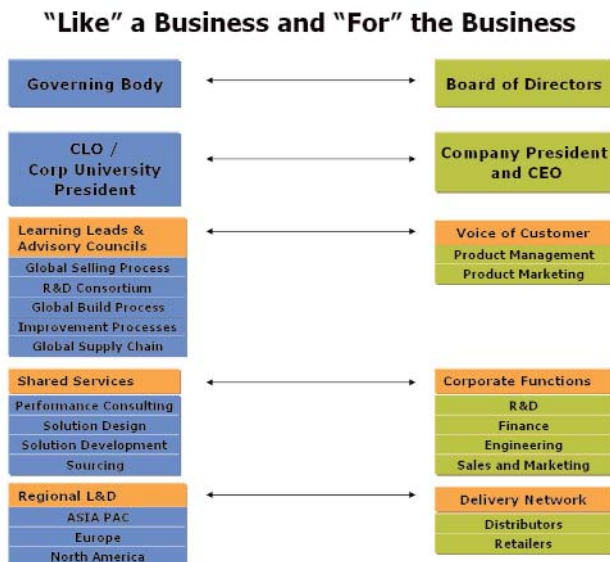 “Like” a Business and “For” the Business
Governing Body
Board of Directors
CLO /
Corp University
President
Company President
and CEO
Learning Leads &
Advisory Councils
Global Selling Process
R&D Consortium
Global Build Process
Improvement Processes
Global Supply Chain
Voice of Customer
Product Management
Product Marketing
Shared Services
Performance Consulting
Solution Design
Solution Development
Sourcing
Corporate Functions
R&D
Finance
Engineering
Sales and Marketing
Regional L&D
ASIA PAC
Europe
North America
Delivery Network
Distributors
Retailers